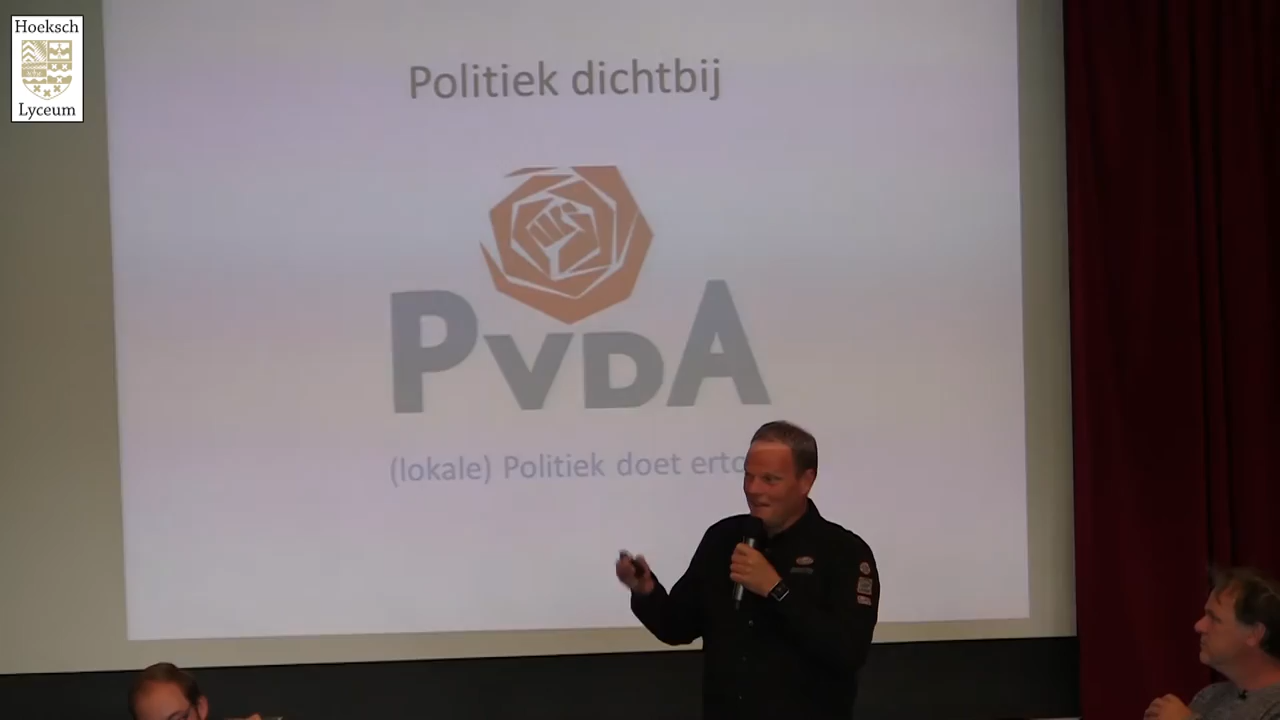 Hoeksch
Lyceum
Politiek dichtbij
PvdA
(lokale) Politiek doet erto